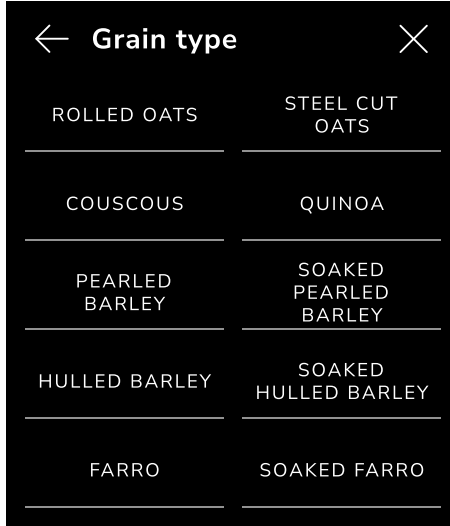 Grain type
ROLLED OATS
STEEL CUT
OATS
COUSCOUS
QUINOA
PEARLED
BARLEY
SOAKED
PEARLED
BARLEY
HULLED BARLEY
SOAKED
HULLED BARLEY
FARRO
SOAKED FARRO